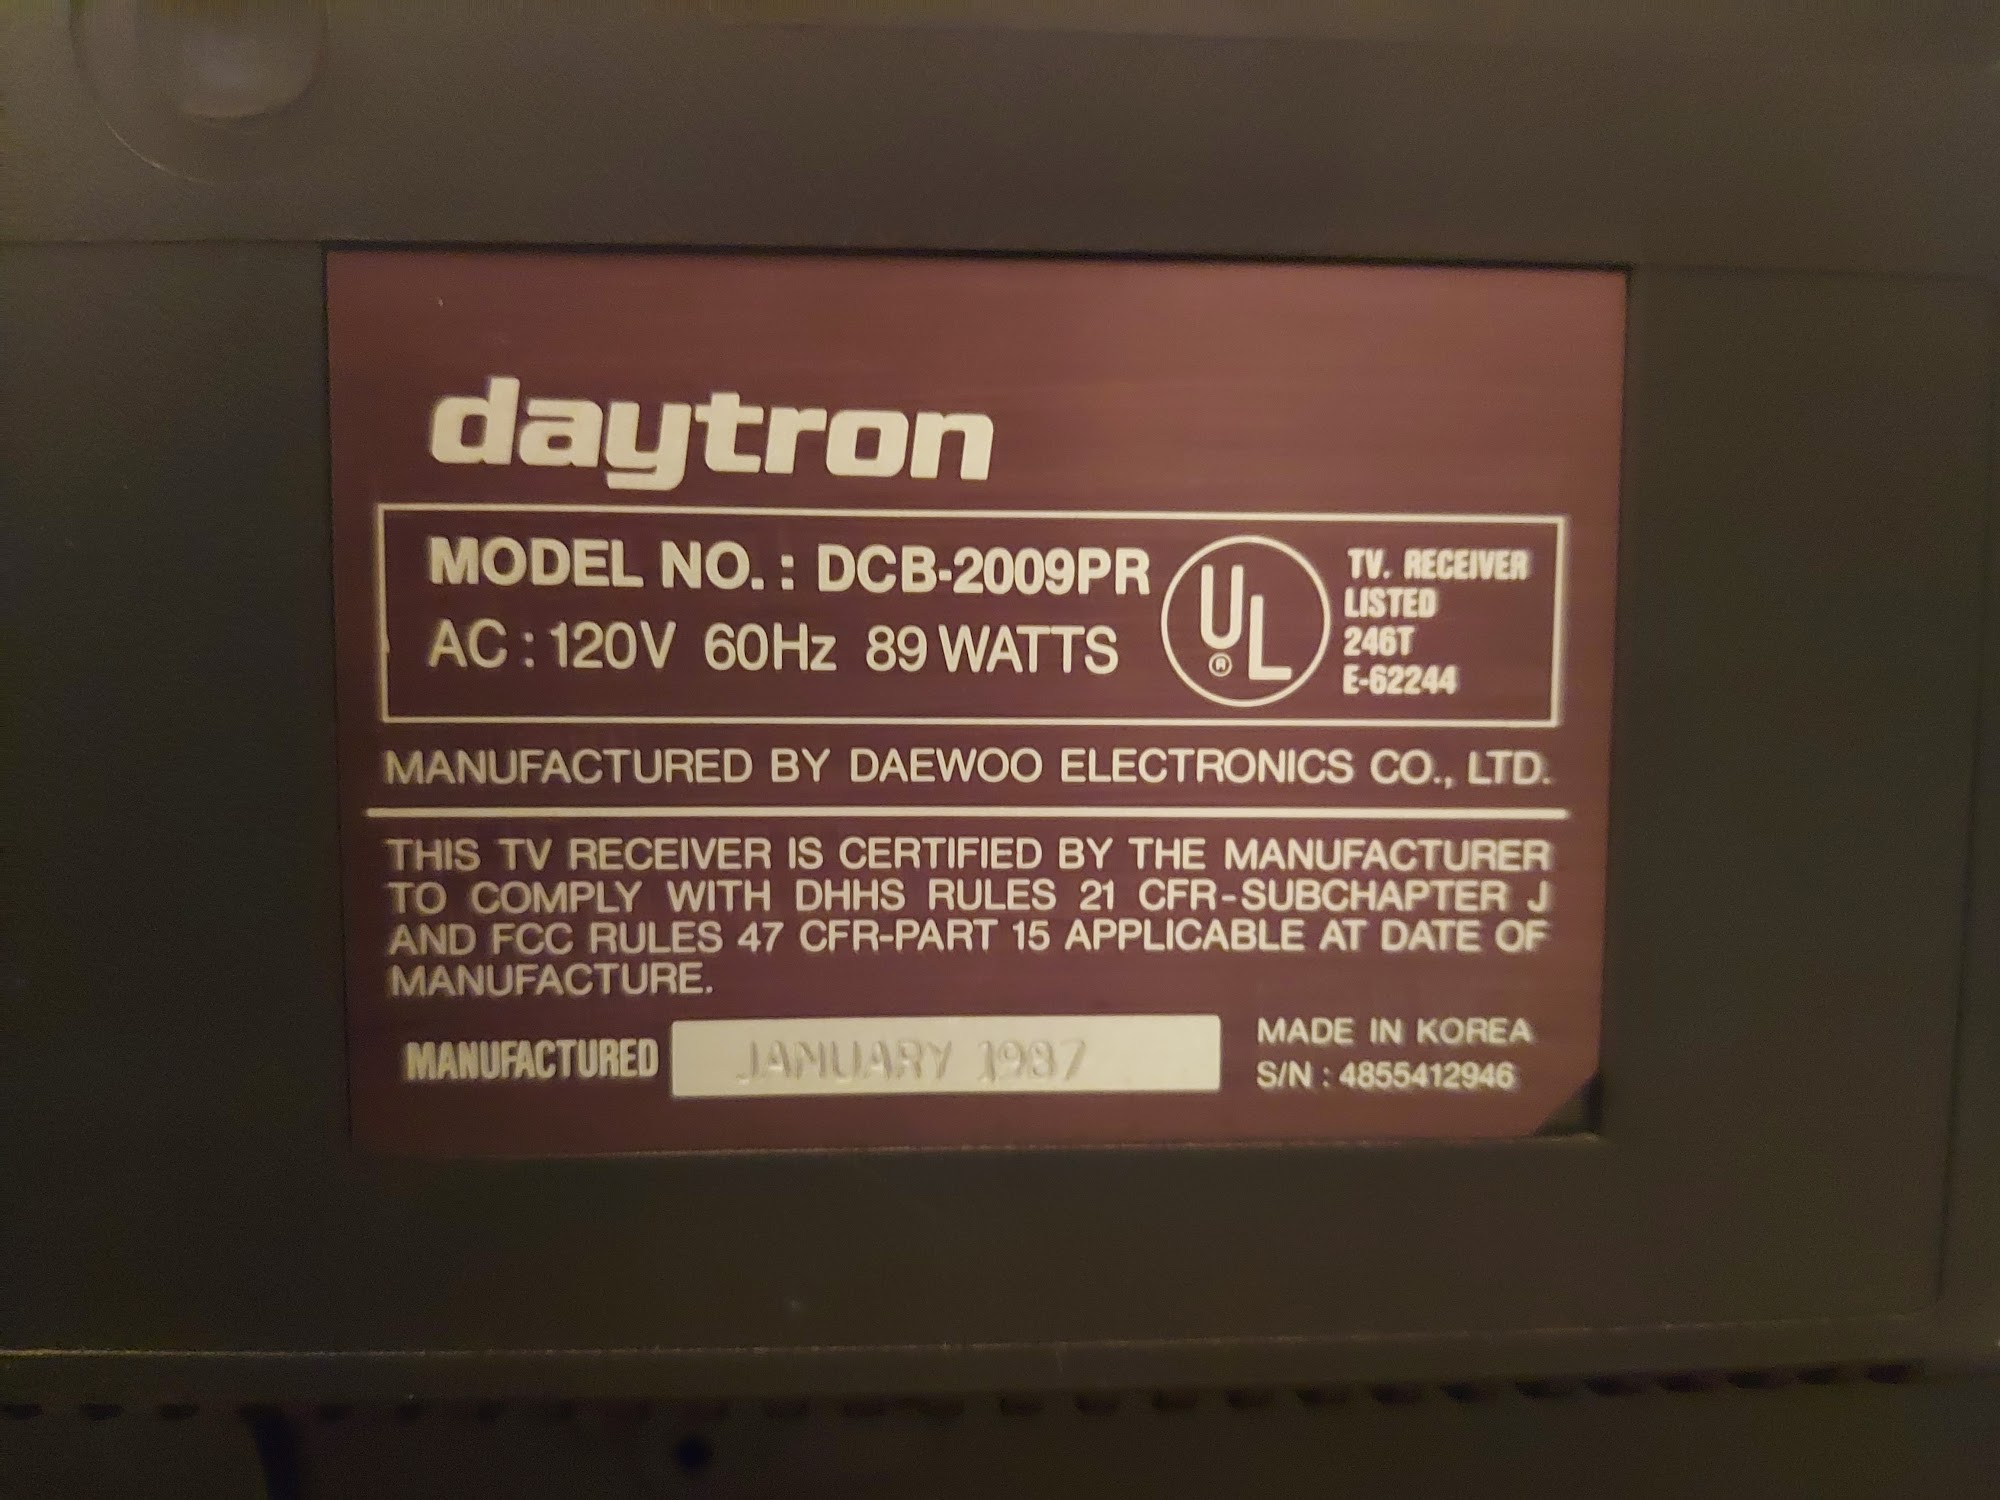 daytron
MODEL NO. : DCB-2009PR
AC : 120V 60Hz 89 WATTS
UL
®
TV. RECEIVER
LISTED
246T
E-62244
MANUFACTURED BY DAEWOO ELECTRONICS CO., LTD.
THIS TV RECEIVER IS CERTIFIED BY THE MANUFACTURER
TO COMPLY WITH DHHS RULES 21 CFR-SUBCHAPTER J
AND FCC RULES 47 CFR-PART 15 APPLICABLE AT DATE OF
MANUFACTURE.
MANUFACTURED JANUARY 1987
MADE IN KOREA
S/N : 4855412946